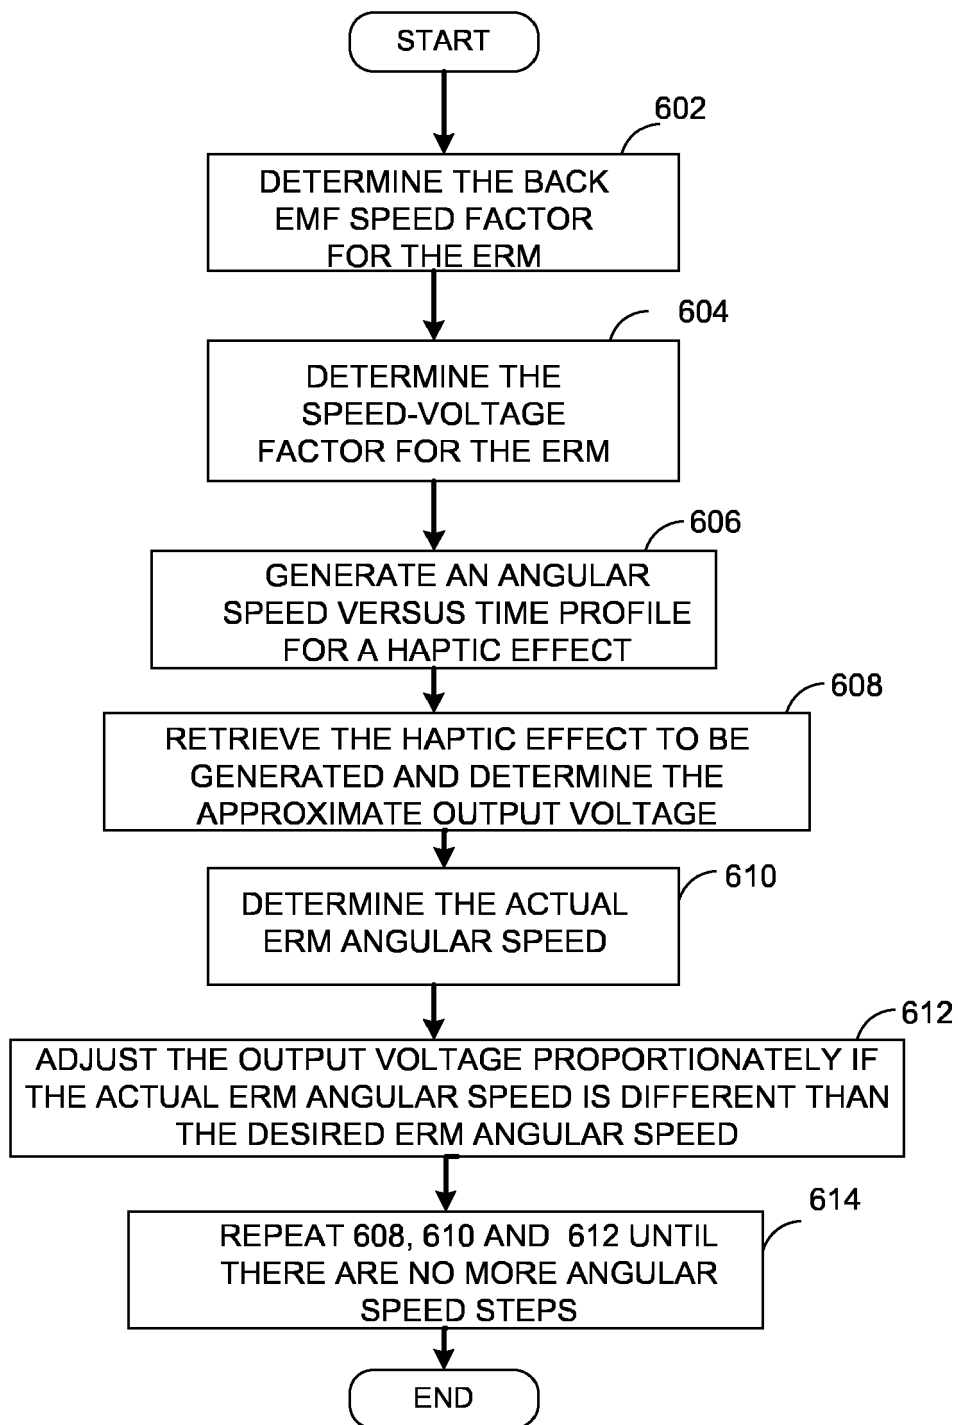 START
602
DETERMINE THE BACK
EMF SPEED FACTOR
FOR THE ERM
604
DETERMINE THE
SPEED-VOLTAGE
FACTOR FOR THE ERM
606
GENERATE AN ANGULAR
SPEED VERSUS TIME PROFILE
FOR A HAPTIC EFFECT
608
RETRIEVE THE HAPTIC EFFECT TO BE
GENERATED AND DETERMINE THE
APPROXIMATE OUTPUT VOLTAGE
610
DETERMINE THE ACTUAL
ERM ANGULAR SPEED
612
ADJUST THE OUTPUT VOLTAGE PROPORTIONATELY IF
THE ACTUAL ERM ANGULAR SPEED IS DIFFERENT THAN
THE DESIRED ERM ANGULAR SPEED
614
REPEAT 608, 610 AND 612 UNTIL
THERE ARE NO MORE ANGULAR
SPEED STEPS
END